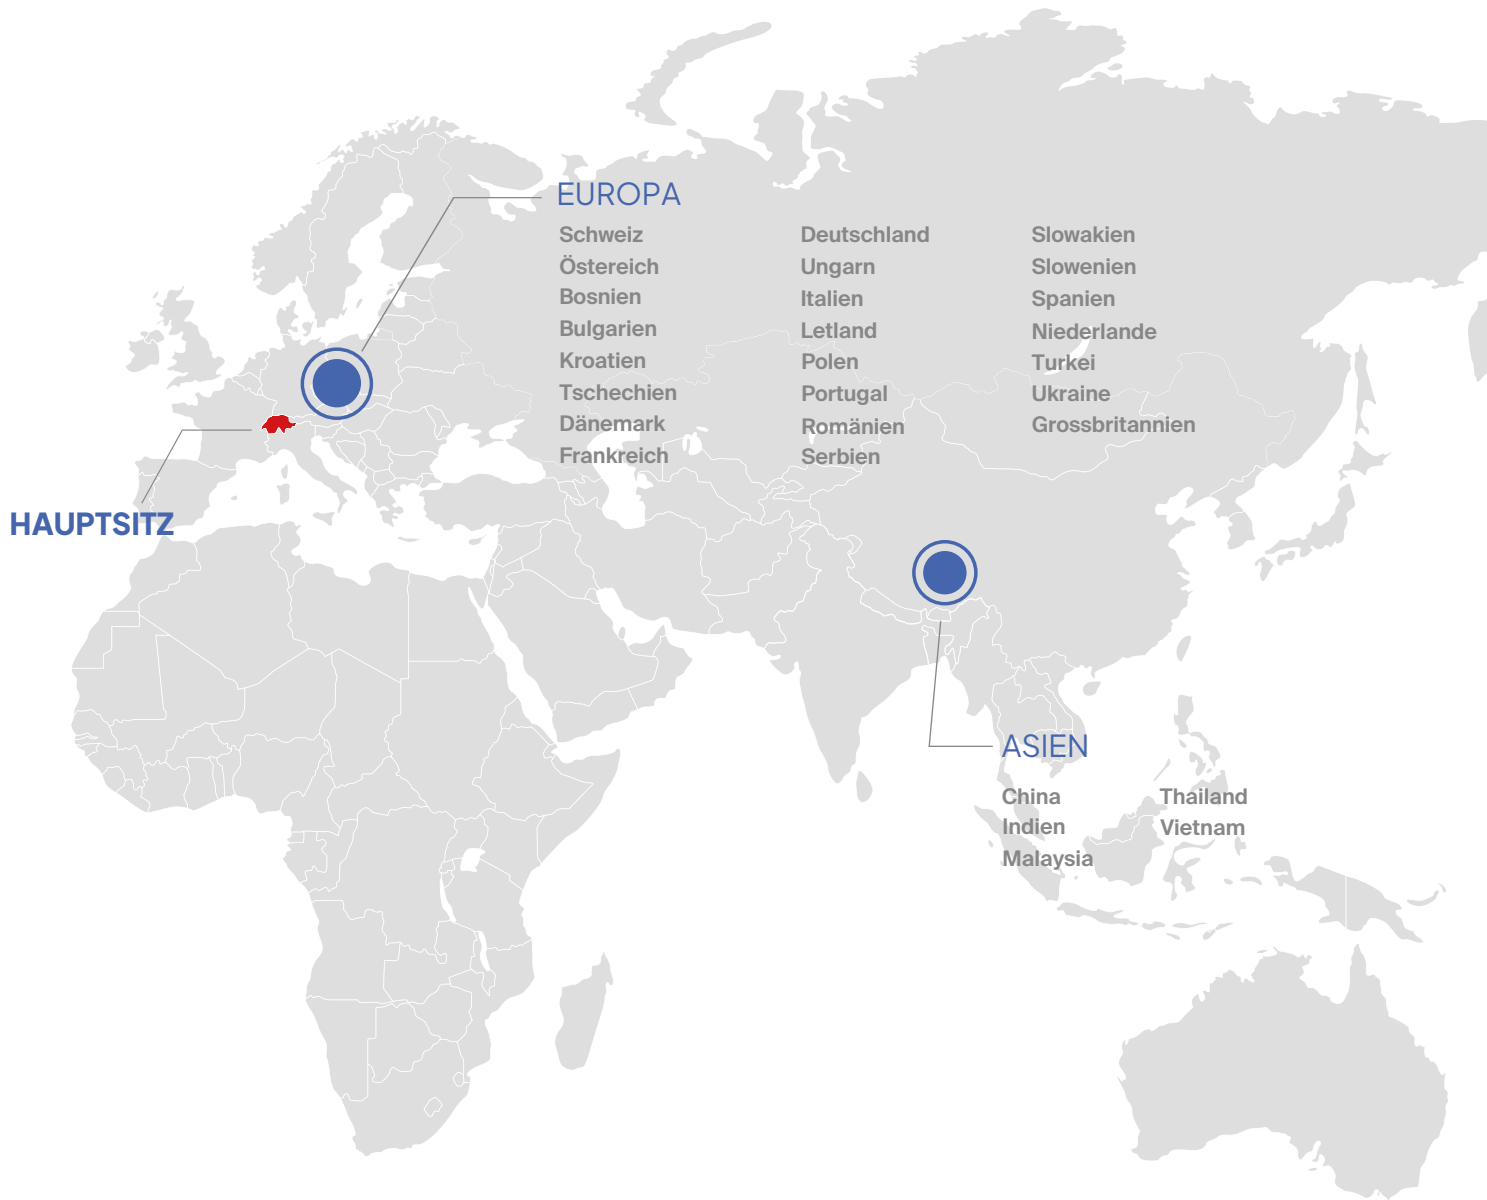 EUROPA
Schweiz
Östereich
Bosnien
Bulgarien
Kroatien
Tschechien
Dänemark
Frankreich
Deutschland
Ungarn
Italien
Letland
Polen
Portugal
Romänien
Serbien
Slowakien
Slowenien
Spanien
Niederlande
Turkei
Ukraine
Grossbritannien
HAUPTSITZ
ASIEN
China
Indien
Malaysia
Thailand
Vietnam